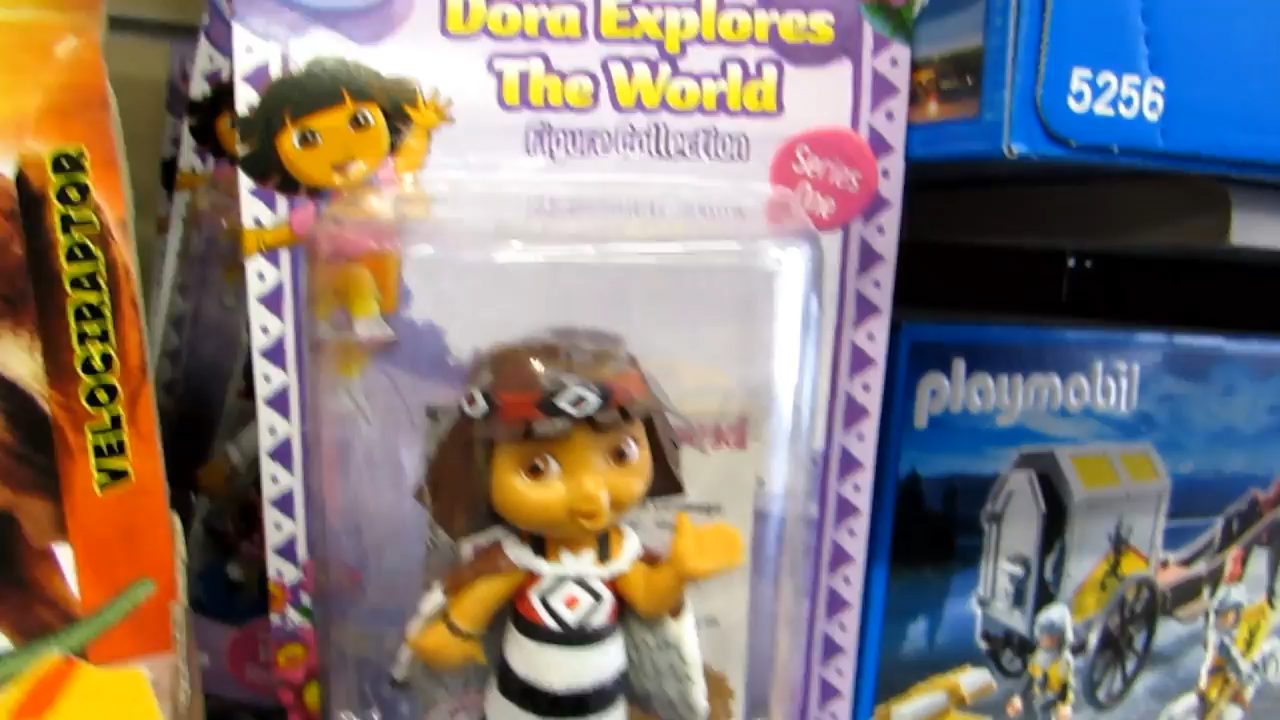 Dora Explores
The World
Figure Collection
Series
One
VELOCIRAPTOR
5256
playmobil